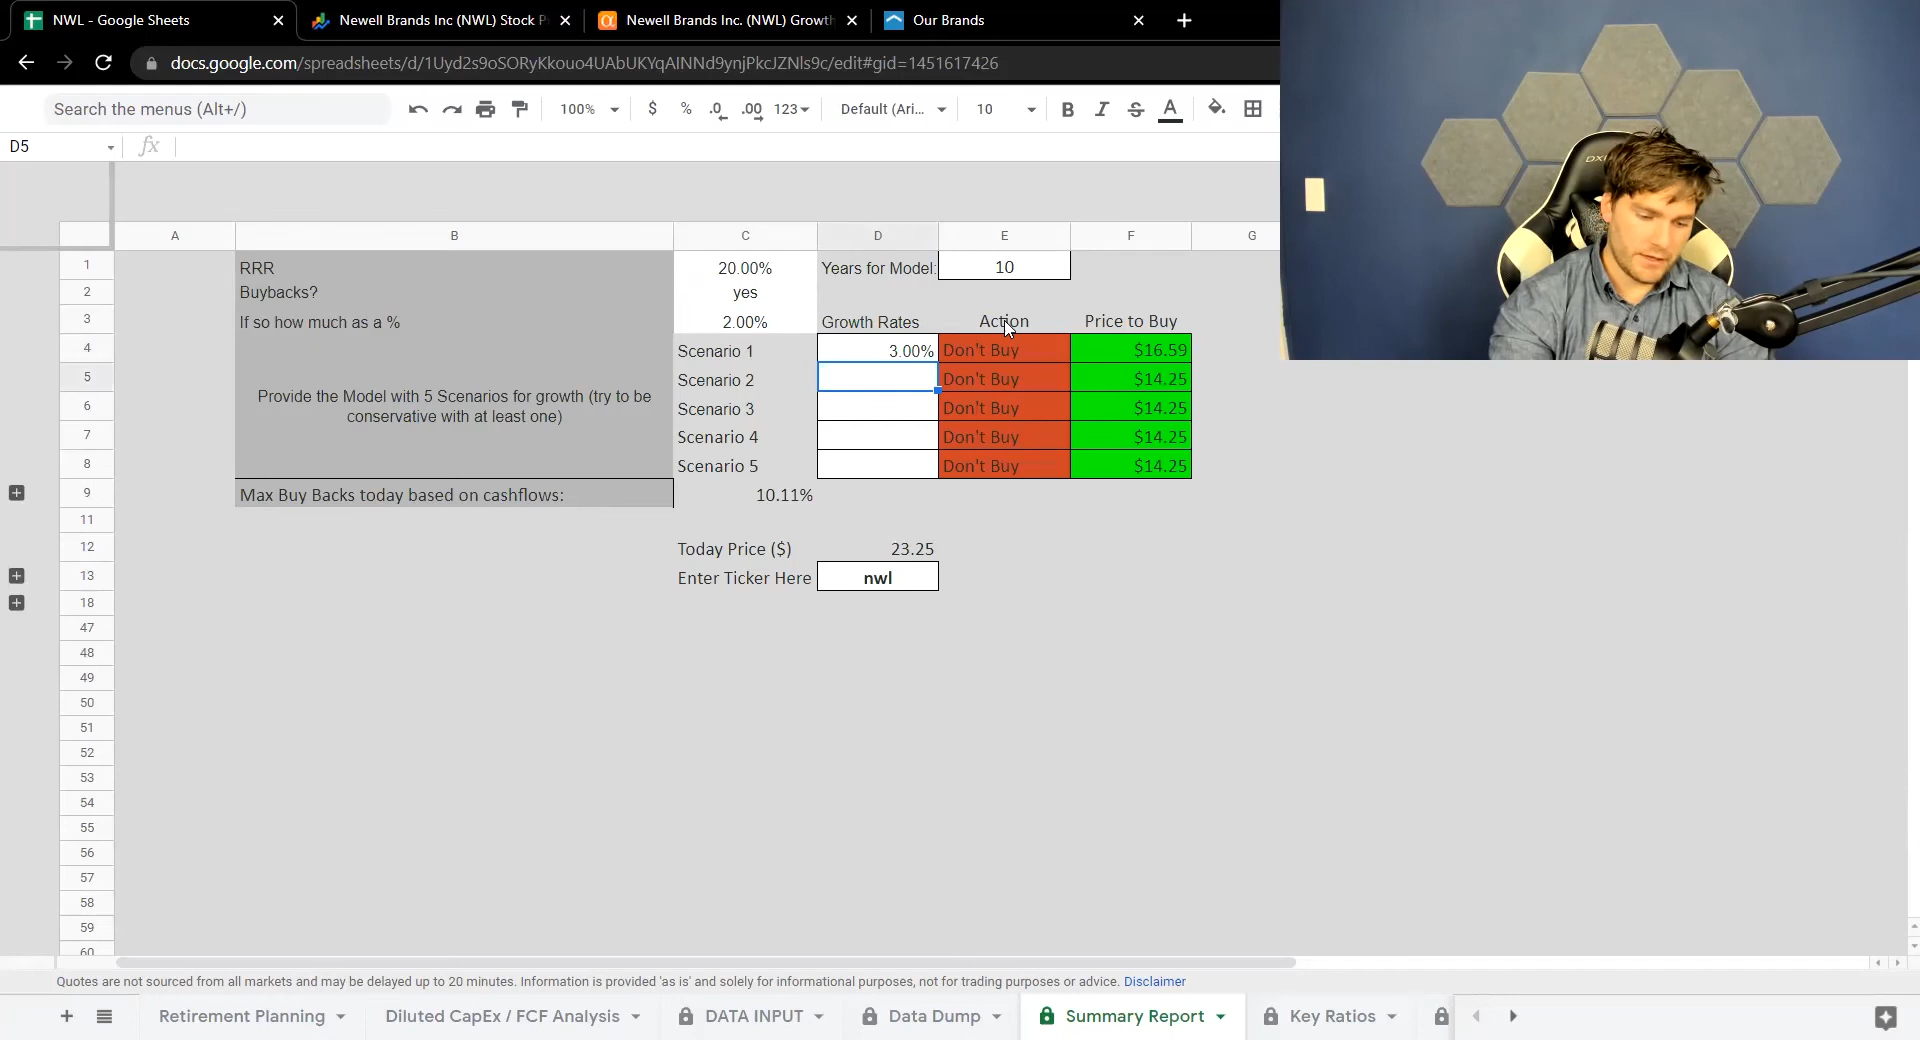 NWL - Google Sheets
Newell Brands Inc (NWL) Stock P
Newell Brands Inc. (NWL) Growth
Our Brands
docs.google.com/spreadsheets/d/1Uyd2s9oSORyKkouo4UAbUKYqAlNNd9ynjPkcJZNls9c/edit#gid=1451617426
Search the menus (Alt+/)
100% $ % .0 .00 123 Default (Ari... 10 B I S A
D5 fx
A B C D E F G
1 RRR 20.00% Years for Model: 10
2 Buybacks? yes
3 If so how much as a % 2.00% Growth Rates Action Price to Buy
4 Scenario 1 3.00% Don't Buy $16.59
5 Scenario 2 Don't Buy $14.25
Provide the Model with 5 Scenarios for growth (try to be
conservative with at least one)
6 Scenario 3 Don't Buy $14.25
7 Scenario 4 Don't Buy $14.25
8 Scenario 5 Don't Buy $14.25
9 Max Buy Backs today based on cashflows: 10.11%
11
12 Today Price ($) 23.25
13 Enter Ticker Here nwl
18
47
48
49
50
51
52
53
54
55
56
57
58
59
60
Quotes are not sourced from all markets and may be delayed up to 20 minutes. Information is provided 'as is' and solely for informational purposes, not for trading purposes or advice. Disclaimer
Retirement Planning Diluted CapEx / FCF Analysis DATA INPUT Data Dump Summary Report Key Ratios